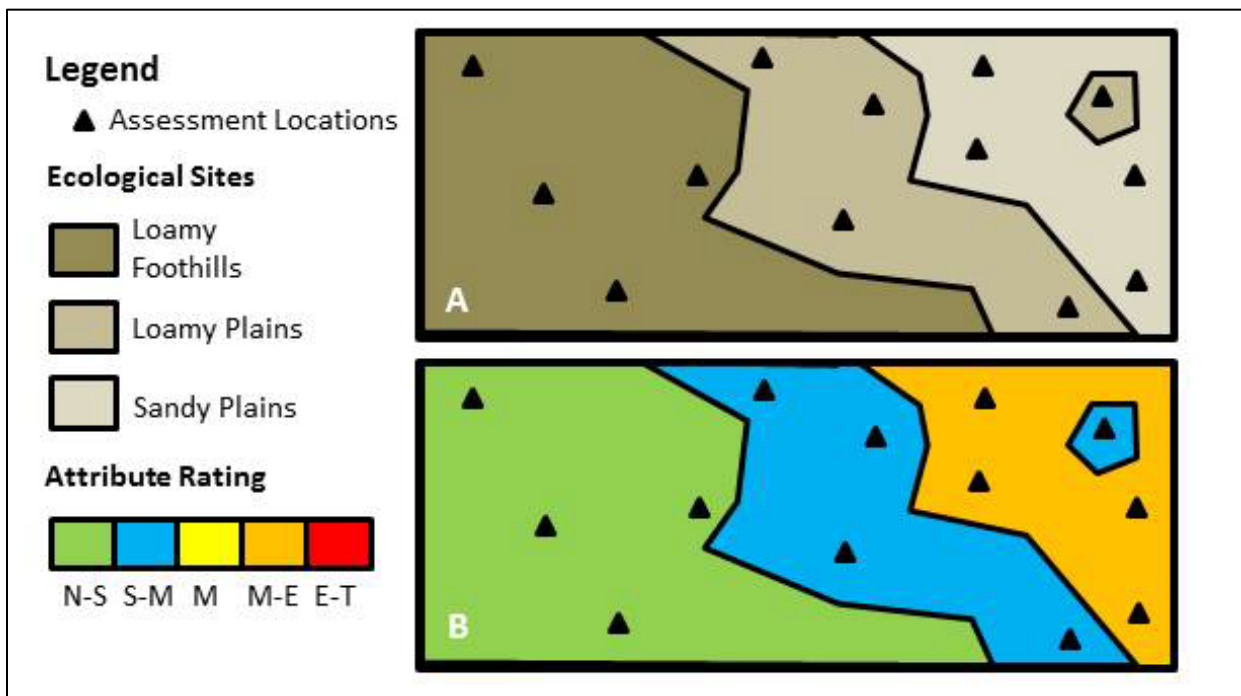 Legend
Assessment Locations
Ecological Sites
Loamy
Foothills
Loamy Plains
Sandy Plains
Attribute Rating
N-S S-M M M-E E-T
A
B